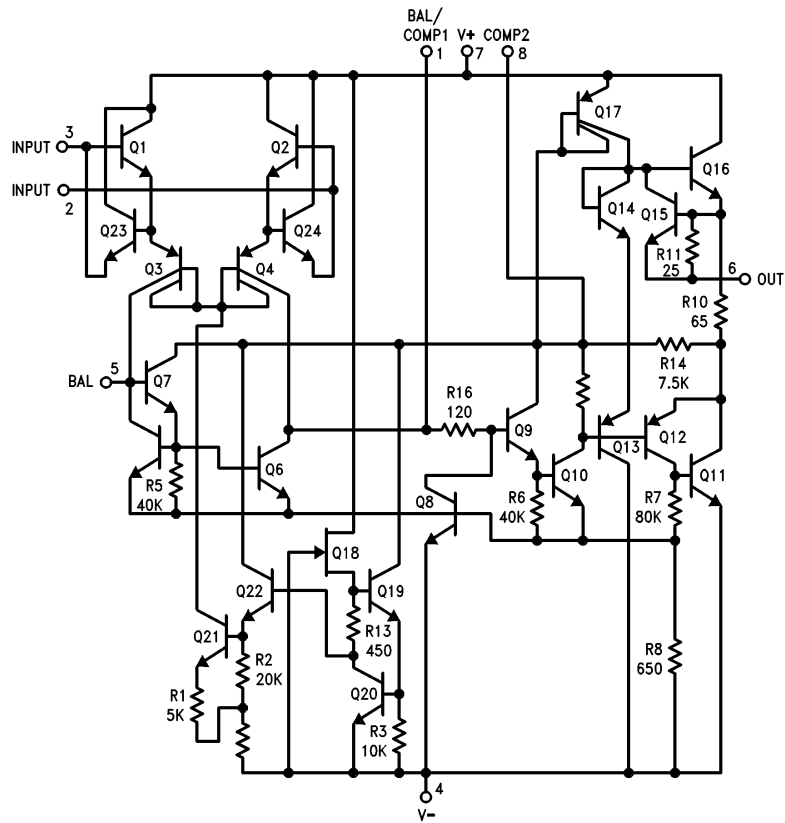 BAL/
COMP1 V+ COMP2
1 7 8
3
INPUT
Q1
Q2
Q17
Q16
INPUT
2
Q23
Q24
Q14
Q15
Q3
Q4
R11
25
6
OUT
R10
65
5
BAL
Q7
R14
7.5K
R16
120
Q9
Q13
Q12
Q6
Q10
Q11
R5
40K
Q8
R6
40K
R7
80K
Q18
Q22
Q19
Q21
R13
450
R2
20K
R8
650
R1
5K
Q20
R3
10K
4
V-